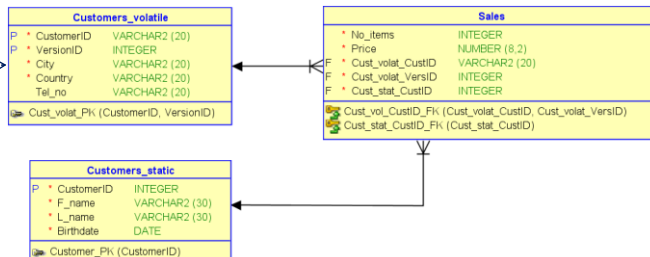 Customers_volatile
P * CustomerID VARCHAR2 (20)
P * VersionID INTEGER
* City VARCHAR2 (20)
* Country VARCHAR2 (20)
Tel_no VARCHAR2 (20)
Cust_volat_PK (CustomerID, VersionID)
Sales
* No_items INTEGER
* Price NUMBER (8,2)
F * Cust_volat_CustID VARCHAR2 (20)
F * Cust_volat_VersID INTEGER
F * Cust_stat_CustID INTEGER
Cust_vol_CustID_FK (Cust_volat_CustID, Cust_volat_VersID)
Cust_stat_CustID_FK (Cust_stat_CustID)
Customers_static
P * CustomerID INTEGER
* F_name VARCHAR2 (30)
* L_name VARCHAR2 (30)
* Birthdate DATE
Customer_PK (CustomerID)